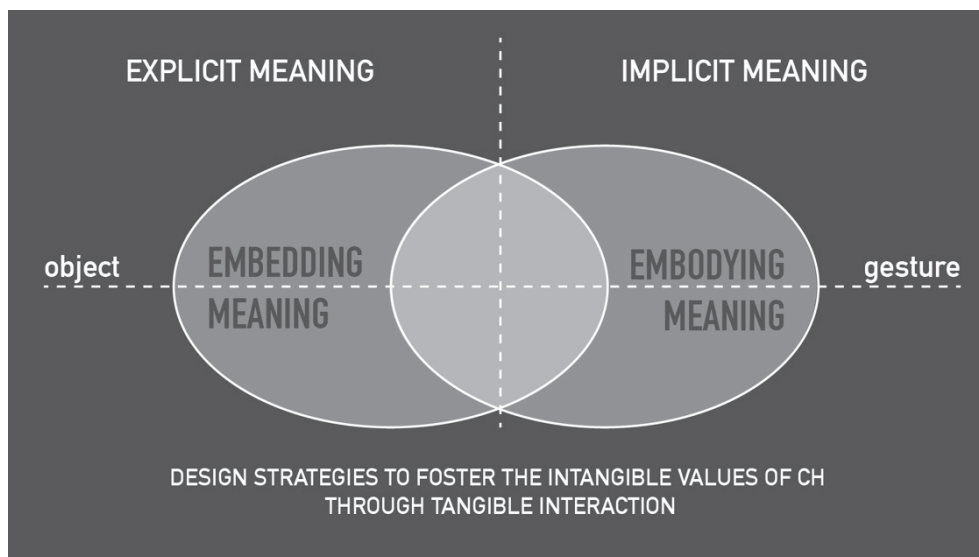 EXPLICIT MEANING
IMPLICIT MEANING
object
EMBEDDING
MEANING
EMBODYING
MEANING
gesture
DESIGN STRATEGIES TO FOSTER THE INTANGIBLE VALUES OF CH
THROUGH TANGIBLE INTERACTION